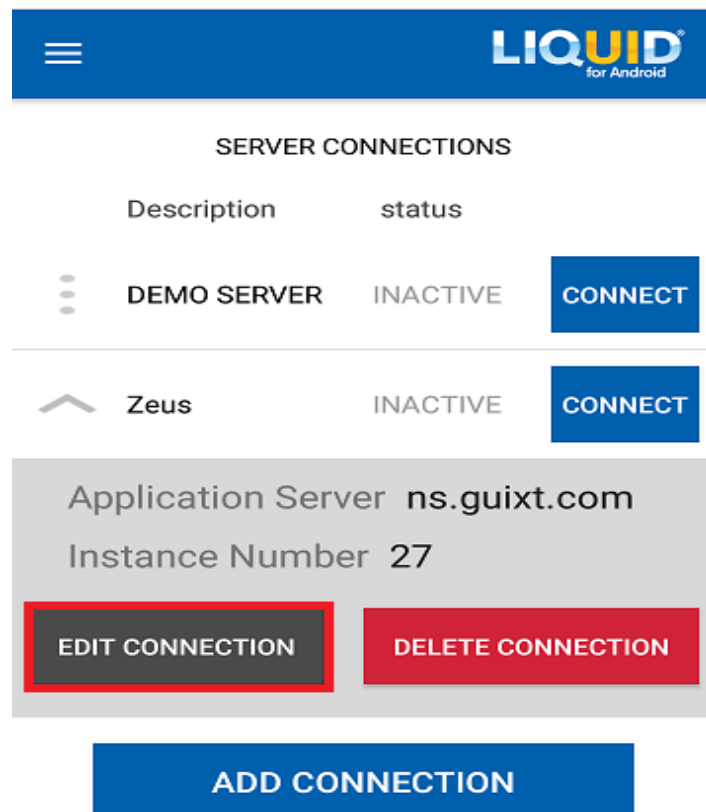 LIQUID
for Android
SERVER CONNECTIONS
Description status
DEMO SERVER INACTIVE CONNECT
Zeus INACTIVE CONNECT
Application Server ns.guixt.com
Instance Number 27
EDIT CONNECTION DELETE CONNECTION
ADD CONNECTION